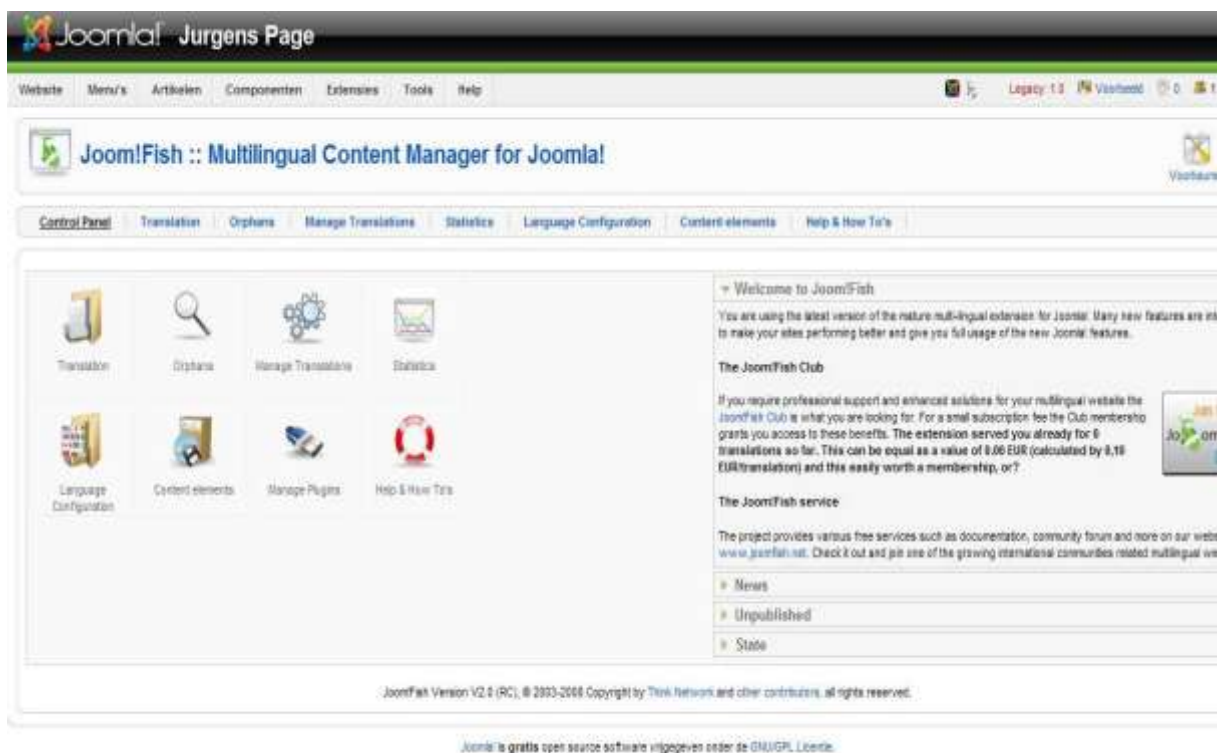 Joomla! Jurgens Page
Website Menu's Artikelen Componenten Extensies Tools Help
Legacy: 1.0 Voorbeeld 0 1
Joom!Fish :: Multilingual Content Manager for Joomla!
Control Panel Translation Orphans Manage Translations Statistics Language Configuration Content elements Help & How To's
Translation Orphans Manage Translations Statistics
Language Configuration Content elements Manage Plugins Help & How To's
Welcome to Joom!Fish
You are using the latest version of the mature multi-lingual extension for Joomla! Many new features are
to make your sites performing better and give you full usage of the new Joomla! features.
The Joom!Fish Club
If you require professional support and enhanced solutions for your multilingual website the
Joom!Fish Club is what you are looking for. For a small subscription fee the Club membership
grants you access to these benefits. The extension served you already for
translations so far. This can be equal as a value of EUR (calculated by
EUR/translation) and this easily worth a membership, or?
The Joom!Fish service
The project provides various free services such as documentation, community forum and more on our
www.joomfish.net. Check it out and join one of the growing international communities related multilingual
News
Unpublished
State
Joom!Fish Version V2.0 (RC), © 2003-2008 Copyright by Think Network and other contributors, all rights reserved.
Joomla! is gratis open source software vrijgegeven onder de GNU/GPL Licentie.